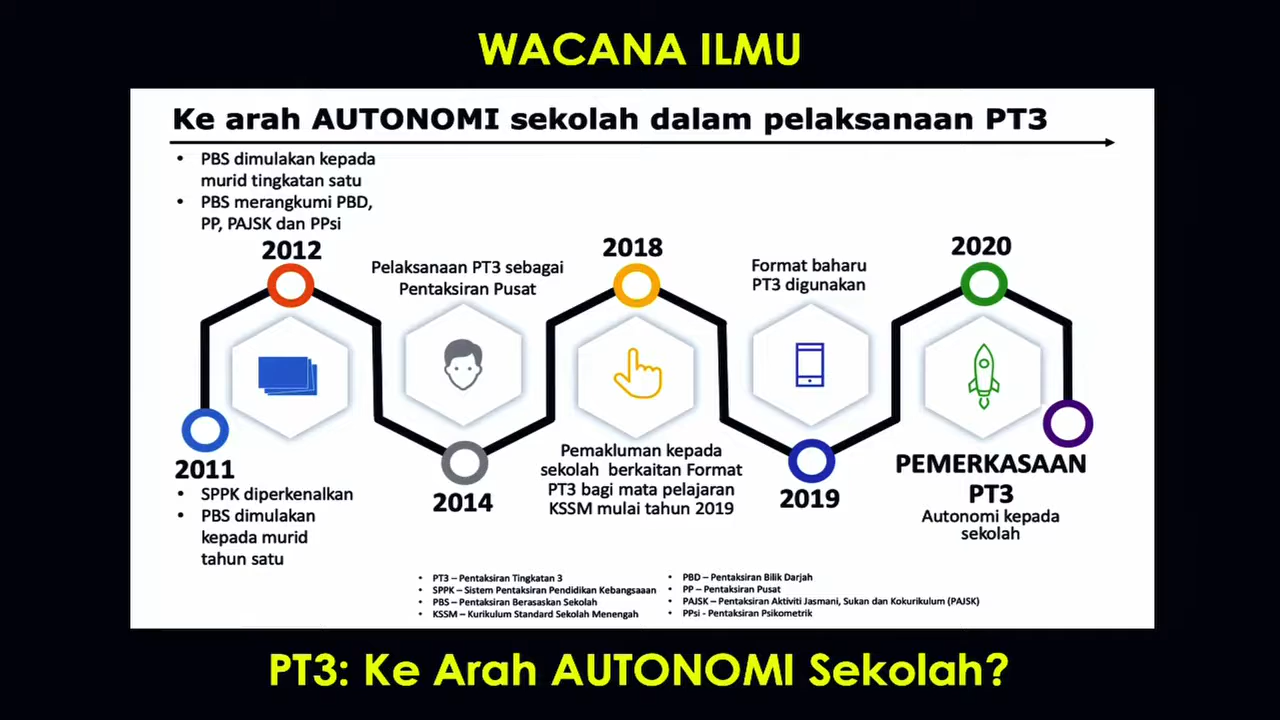 WACANA ILMU
Ke arah AUTONOMI sekolah dalam pelaksanaan PT3
• PBS dimulakan kepada
murid tingkatan satu
• PBS merangkumi PBD,
PP, PAJSK dan PPsi
2012
Pelaksanaan PT3 sebagai
Pentaksiran Pusat
2018
Format baharu
PT3 digunakan
2020
2011
• SPPK diperkenalkan
• PBS dimulakan
kepada murid
tahun satu
2014
Pemakluman kepada
sekolah berkaitan Format
PT3 bagi mata pelajaran
KSSM mulai tahun 2019
2019
PEMERKASAAN
PT3
Autonomi kepada
sekolah
• PT3 – Pentaksiran Tingkatan 3
• SPPK – Sistem Pentaksiran Pendidikan Kebangsaaan
• PBS – Pentaksiran Berasaskan Sekolah
• KSSM – Kurikulum Standard Sekolah Menengah
• PBD – Pentaksiran Bilik Darjah
• PP – Pentaksiran Pusat
• PAJSK – Pentaksiran Aktiviti Jasmani, Sukan dan Kokurikulum (PAJSK)
• PPsi - Pentaksiran Psikometrik
PT3: Ke Arah AUTONOMI Sekolah?